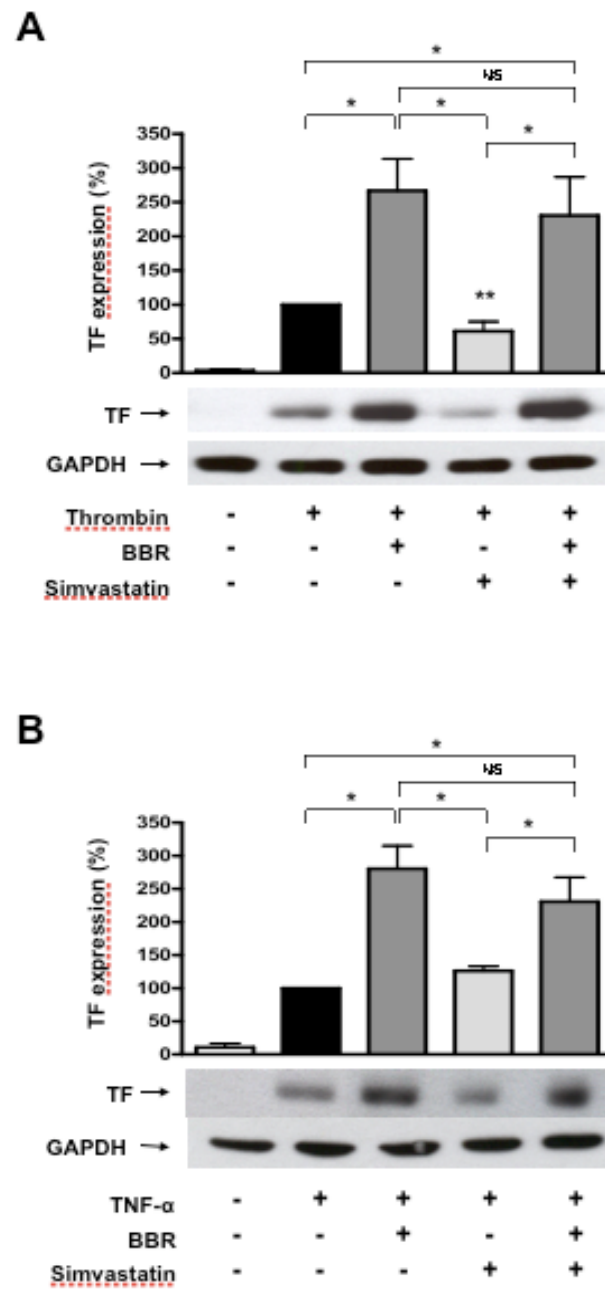 A
*
NS
* *
*
350
300
250
200
150
100
50
0
TF expression (%)
**
TF →
GAPDH →
Thrombin - + + + +
BBR - - + - +
Simvastatin - - - + +
B
*
NS
* *
*
350
300
250
200
150
100
50
0
TF expression (%)
TF →
GAPDH →
TNF-α - + + + +
BBR - - + - +
Simvastatin - - - + +